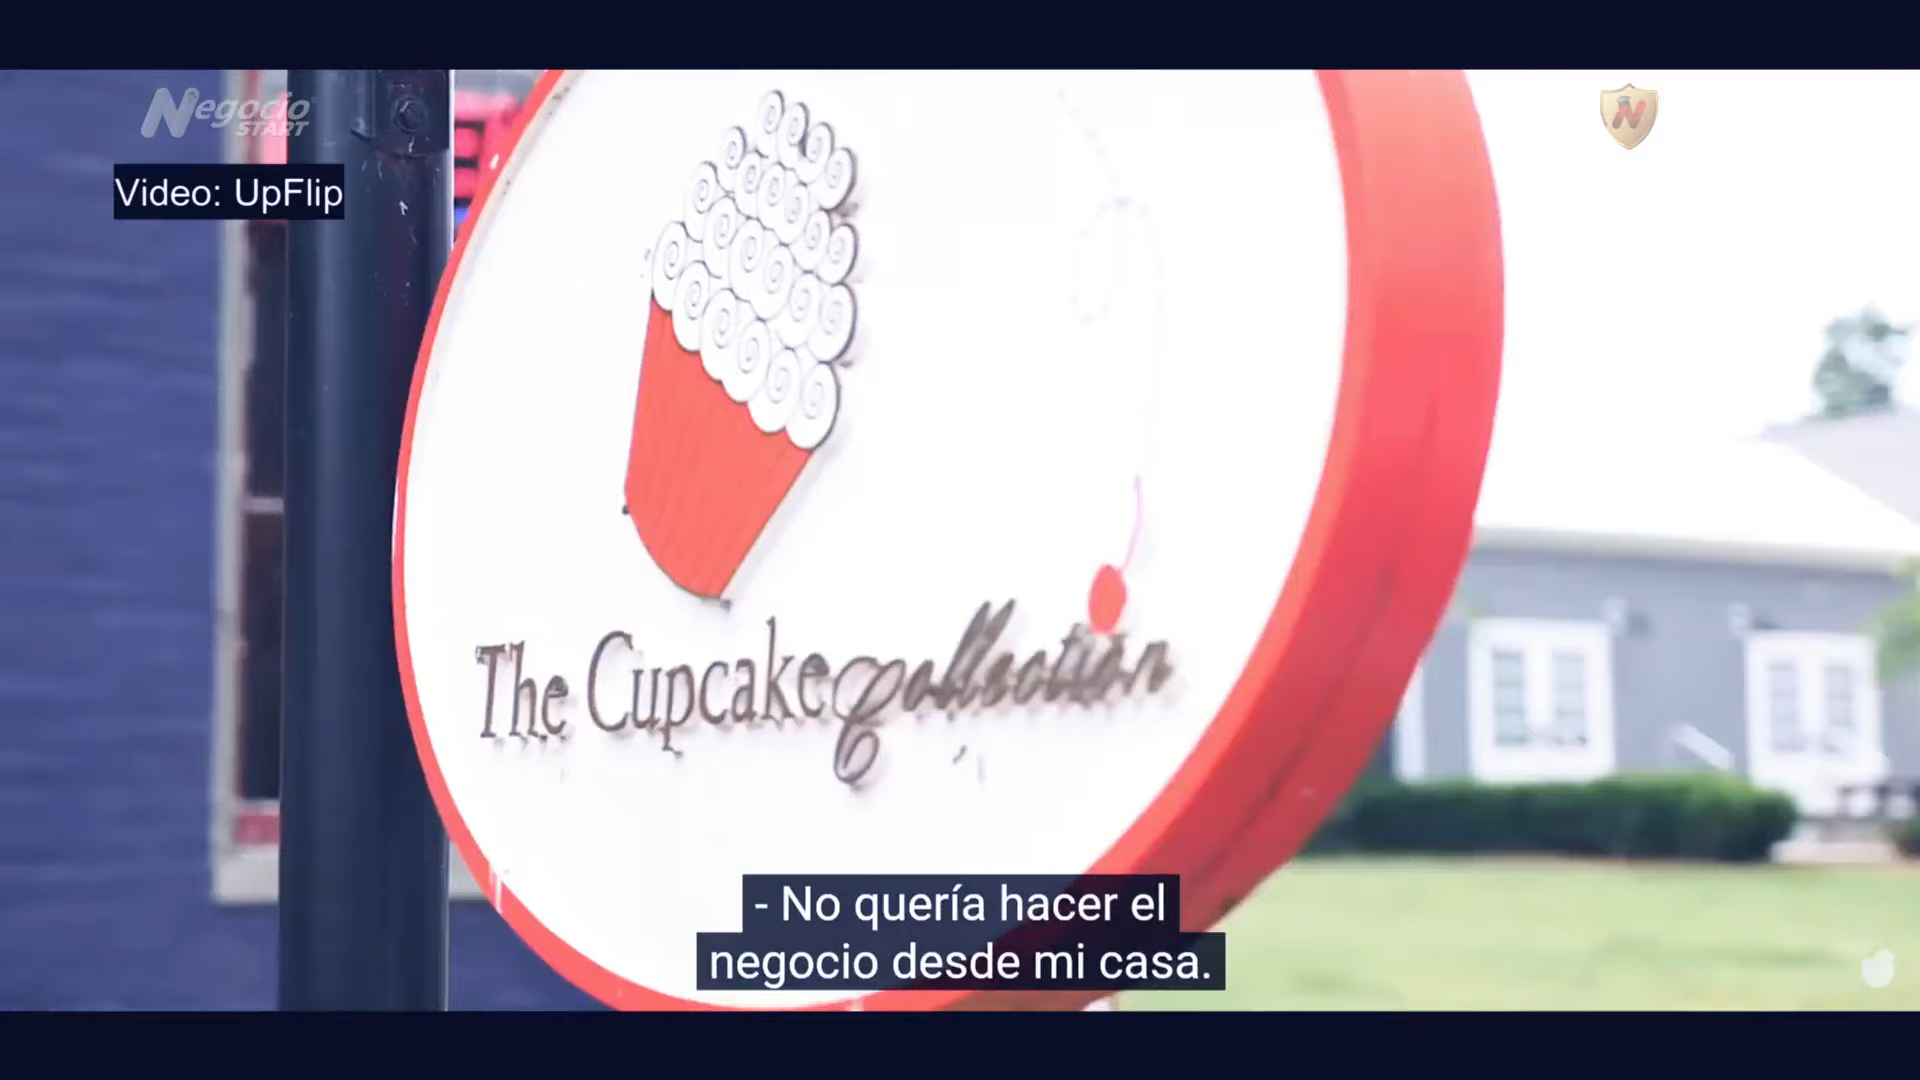 Negocio
START
Video: UpFlip
The Cupcake Collection
- No quería hacer el
negocio desde mi casa.